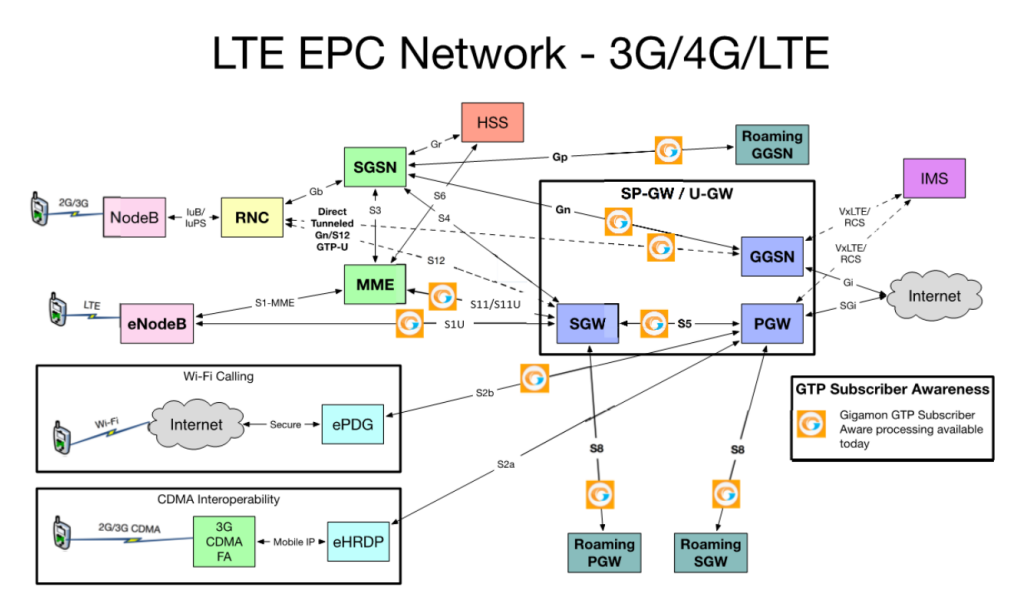 LTE EPC Network - 3G/4G/LTE
HSS
Roaming
GGSN
Gr
Gp
SGSN
SP-GW / U-GW
IMS
Gb
S6
2G/3G
NodeB
IuB/
IuPS
RNC
Direct
Tunneled
Gn/S12
GTP-U
S3
S4
Gn
VxLTE/
RCS
GGSN
VxLTE/
RCS
S12
MME
Gi
Internet
LTE
S1-MME
S11/S11U
SGi
eNodeB
S1U
SGW
S5
PGW
Wi-Fi Calling
GTP Subscriber Awareness
Gigamon GTP Subscriber
Aware processing available
today
S2b
Wi-Fi
Internet
Secure
ePDG
S8
S8
S2a
CDMA Interoperability
2G/3G CDMA
3G
CDMA
FA
Mobile IP
eHRDP
Roaming
PGW
Roaming
SGW